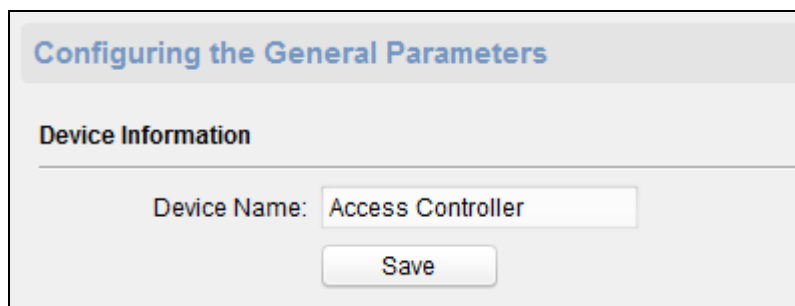 Configuring the General Parameters
Device Information
Device Name: Access Controller
Save